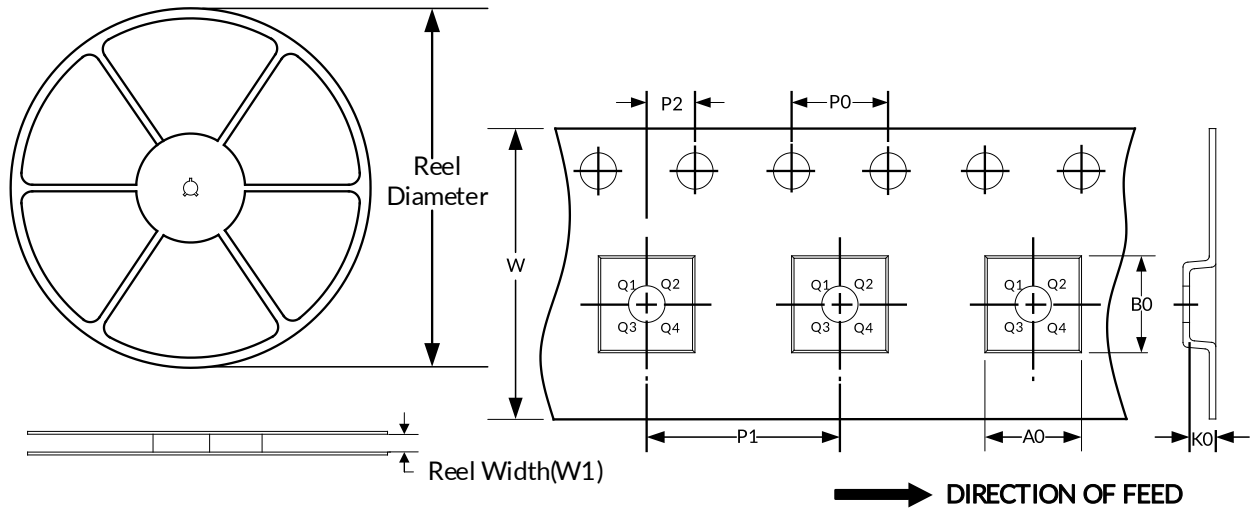 P2
P0
Reel
Diameter
W
Q1 Q2
Q3 Q4
Q1 Q2
Q3 Q4
Q1 Q2
Q3 Q4
B0
P1
A0
K0
Reel Width(W1)
DIRECTION OF FEED